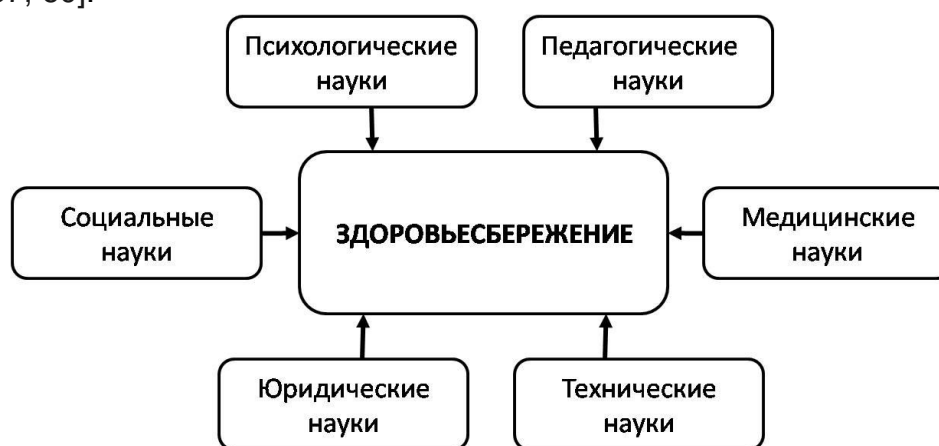 Психологические
науки
Педагогические
науки
Социальные
науки
ЗДОРОВЬЕСБЕРЕЖЕНИЕ
Медицинские
науки
Юридические
науки
Технические
науки